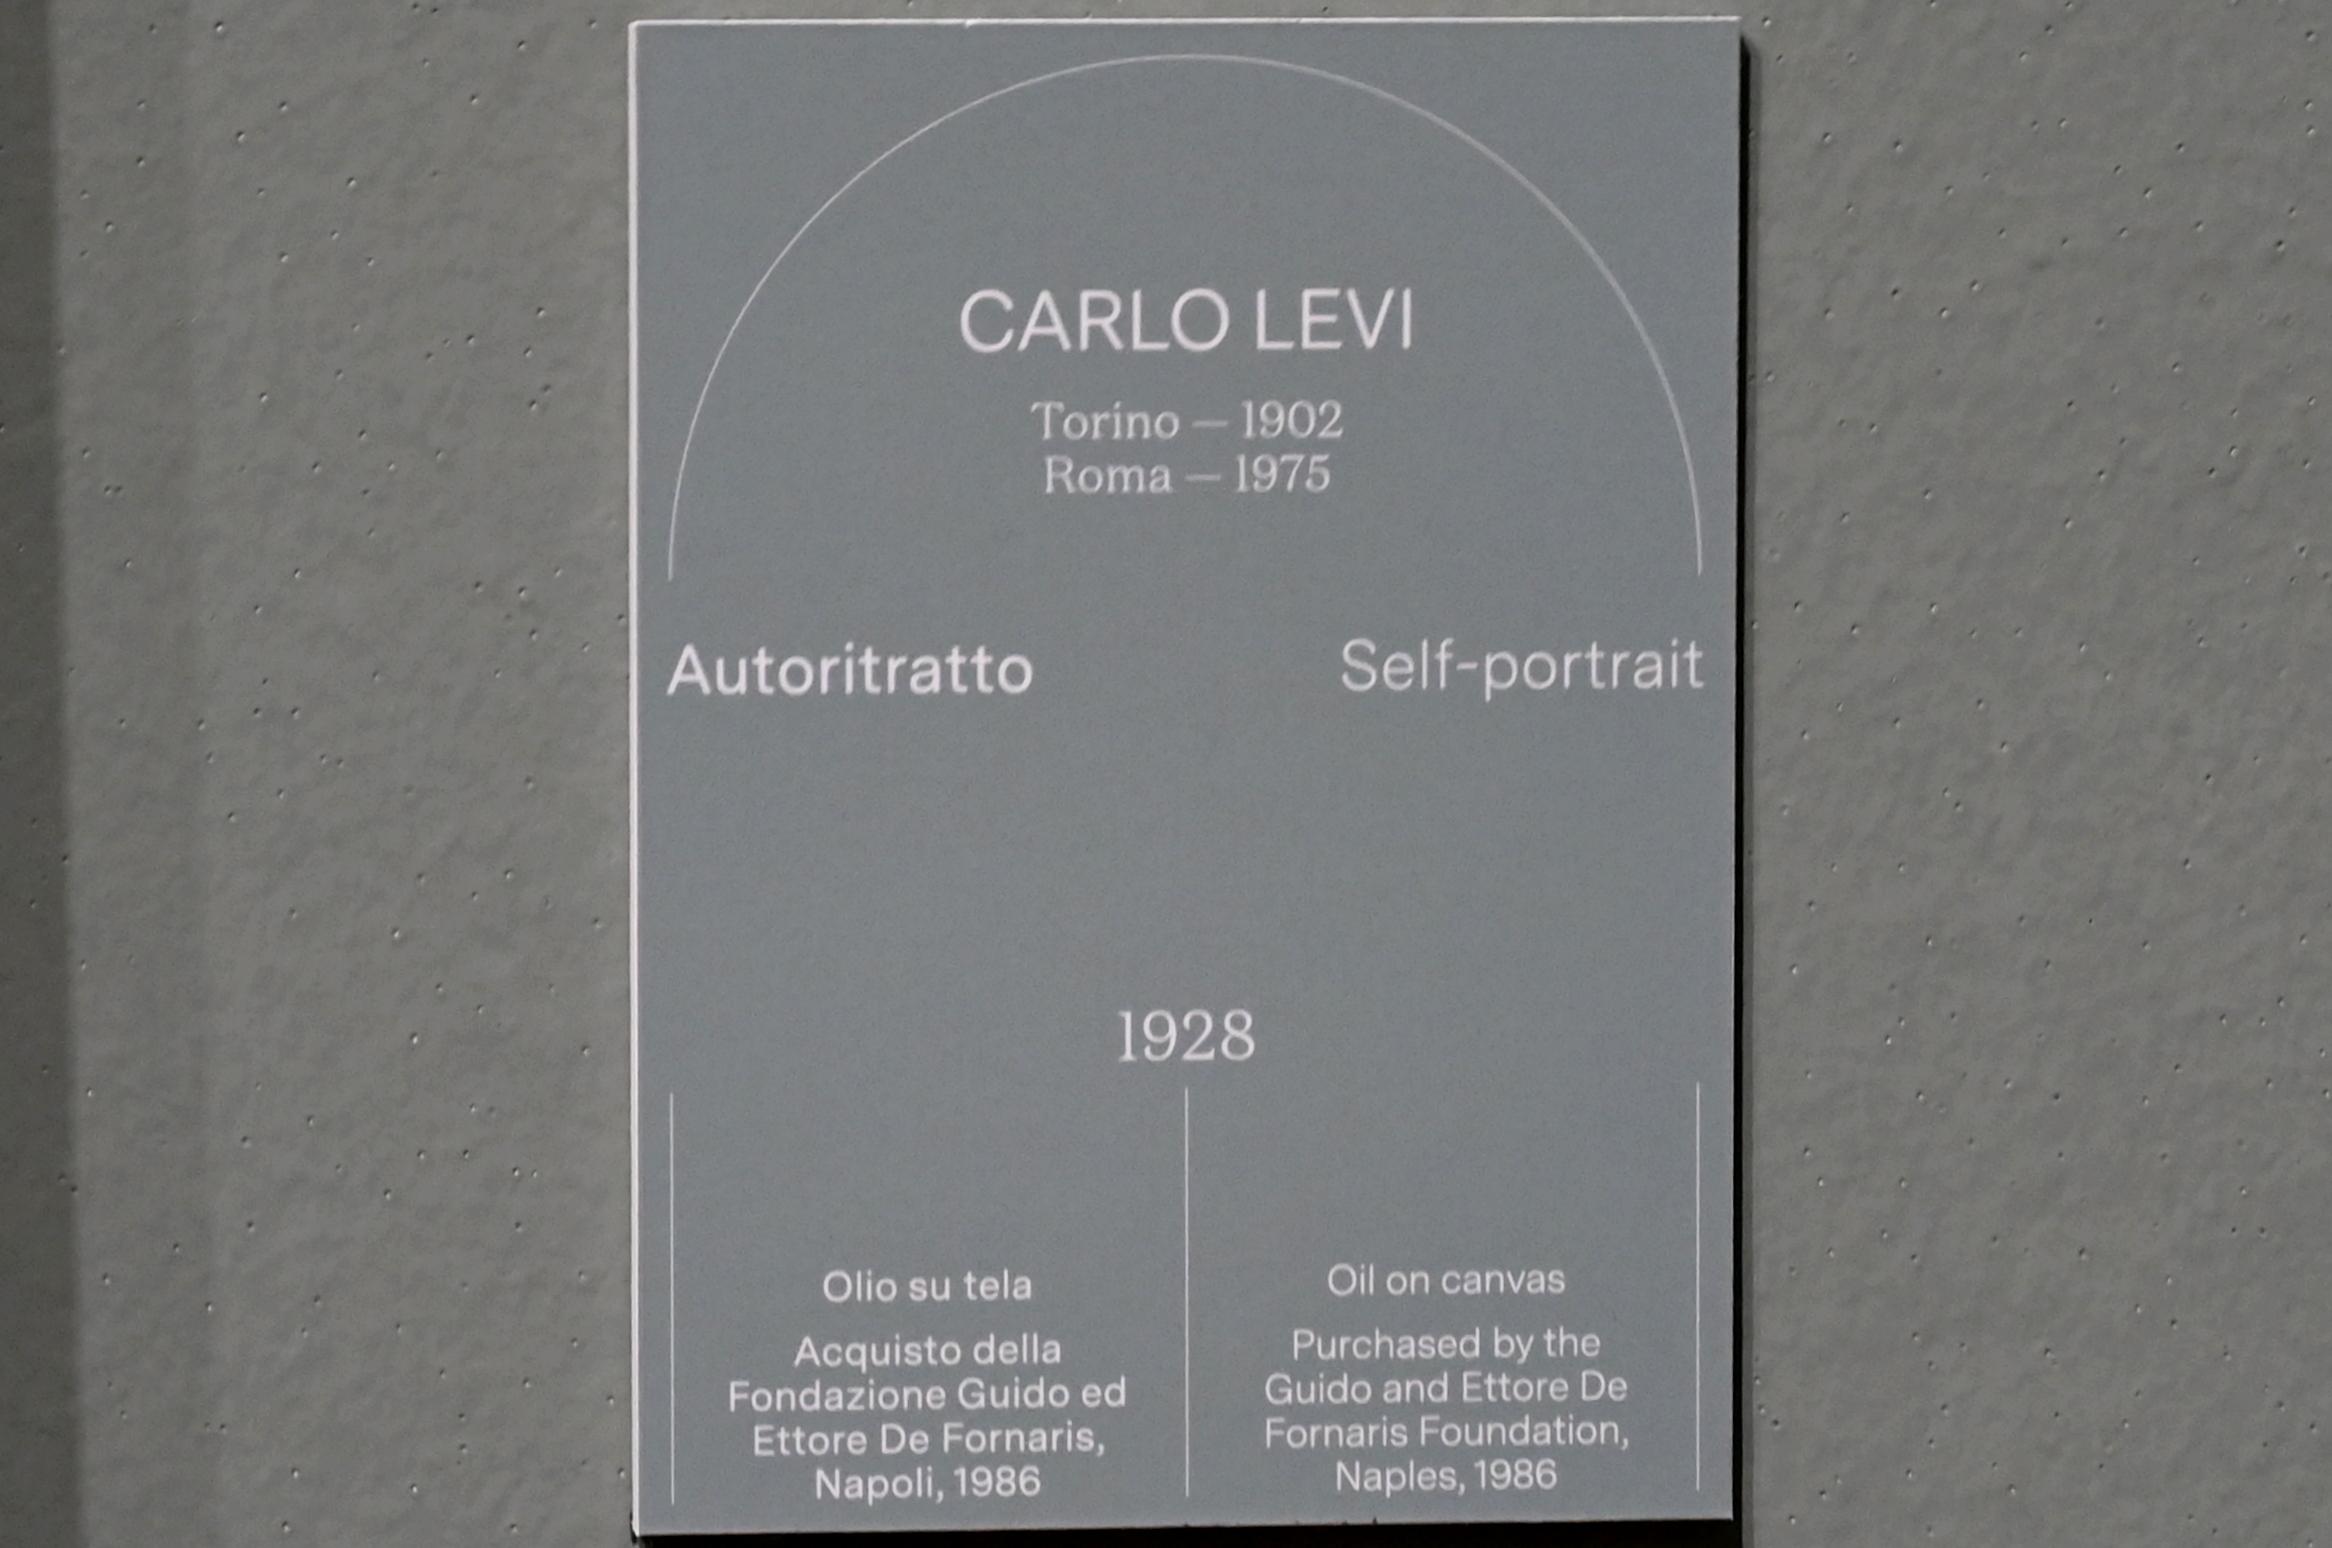 CARLO LEVI
Torino — 1902
Roma — 1975
Autoritratto
Self-portrait
1928
Olio su tela
Acquisto della
Fondazione Guido ed
Ettore De Fornaris,
Napoli, 1986
Oil on canvas
Purchased by the
Guido and Ettore De
Fornaris Foundation,
Naples, 1986